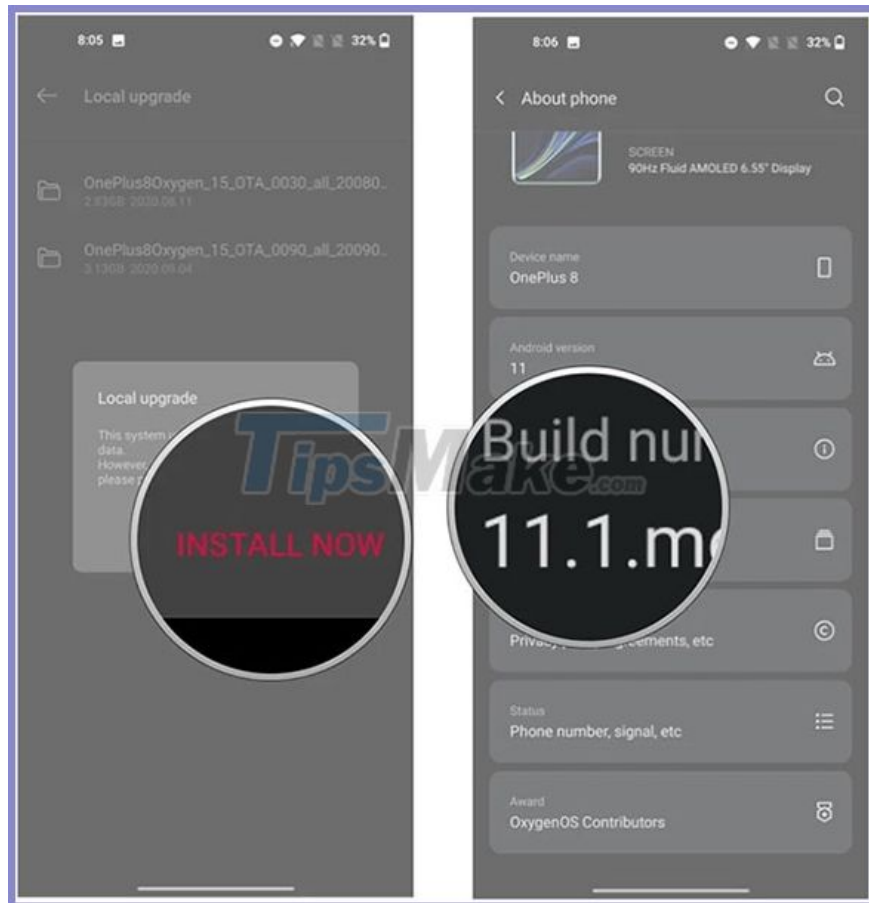 8:05
32%
Local upgrade
OnePlus8Oxygen_15_OTA_0030_all_20080..
2.83GB 2020.08.11
OnePlus8Oxygen_15_OTA_0090_all_20090..
3.13GB 2020.09.04
Local upgrade
This system
data.
However,
please
INSTALL NOW
8:06
32%
About phone
SCREEN
90Hz Fluid AMOLED 6.55" Display
Device name
OnePlus 8
Android version
11
Build nu
11.1.m
Privacy agreements, etc
Status
Phone number, signal, etc
Award
OxygenOS Contributors
TipsMake.com